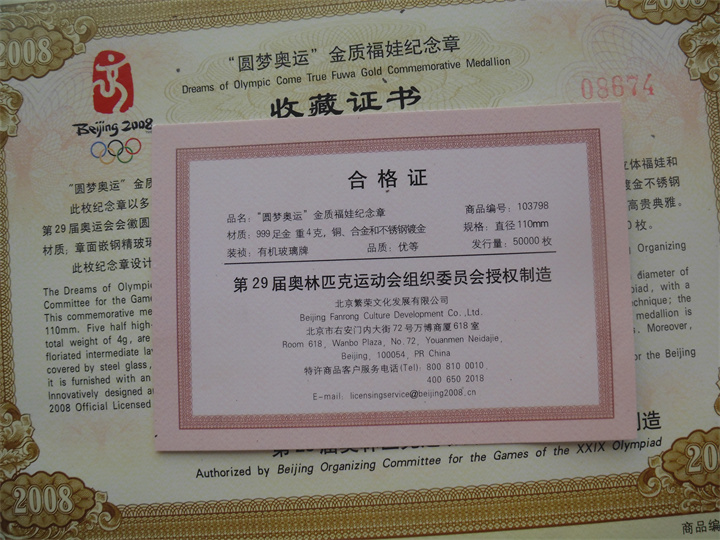 2008
"圆梦奥运"金质福娃纪念章
Dreams of Olympic Come True Fuwa Gold Commemorative Medallion
收藏证书
08674
Beijing 2008
"圆梦奥运"金质
此枚纪念章以多
第29届奥运会会徽圆
材质：章面嵌钢精玻璃
此枚纪念章设计
立体福娃和
镀金不锈钢
高贵典雅。
枚。
The Dreams of Olympic
Committee for the Game
This commemorative me
110mm. Five half high-
total weight of 4g, are
floriated intermediate la
covered by steel glass,
it is furnished with an
Innovatively designed a
2008 Official Licensed
Organizing
diameter of
with a
technique; the
medallion is
Moreover,
for the Beijing
合格证
品名："圆梦奥运"金质福娃纪念章
商品编号：103798
材质：999足金 重4克，铜、合金和不锈钢镀金
规格：直径110mm
装帧：有机玻璃牌
品质：优等
发行量：50000枚
第29届奥林匹克运动会组织委员会授权制造
北京繁荣文化发展有限公司
Beijing Fanrong Culture Development Co.,Ltd.
北京市右安门内大街72号万博商厦618室
Room 618, Wanbo Plaza, No.72, Youanmen Neidajie,
Beijing, 100054, PR China
特许商品客户服务电话(Tel): 800 810 0010
400 650 2018
E-mail: licensingservice@beijing2008.cn
制造
Authorized by Beijing Organizing Committee for the Games of the XXIX Olympiad
2008
商品编